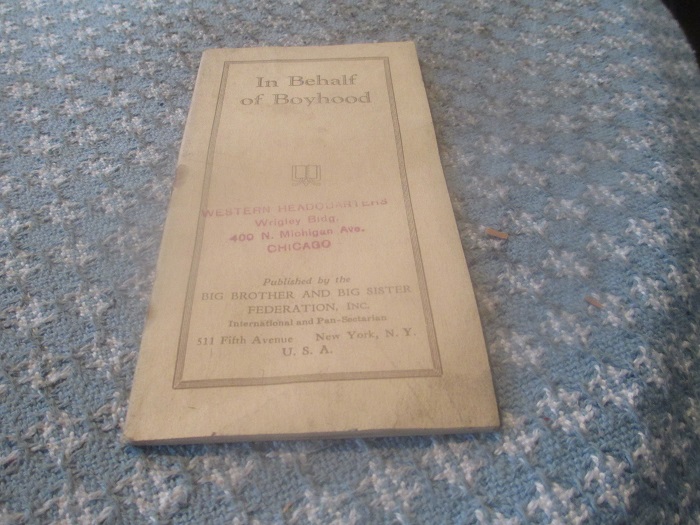 In Behalf
of Boyhood
WESTERN HEADQUARTERS
Wrigley Bldg.
400 N. Michigan Ave.
CHICAGO
Published by the
BIG BROTHER AND BIG SISTER
FEDERATION, INC.
International and Pan-Sectarian
511 Fifth Avenue New York, N. Y.
U. S. A.